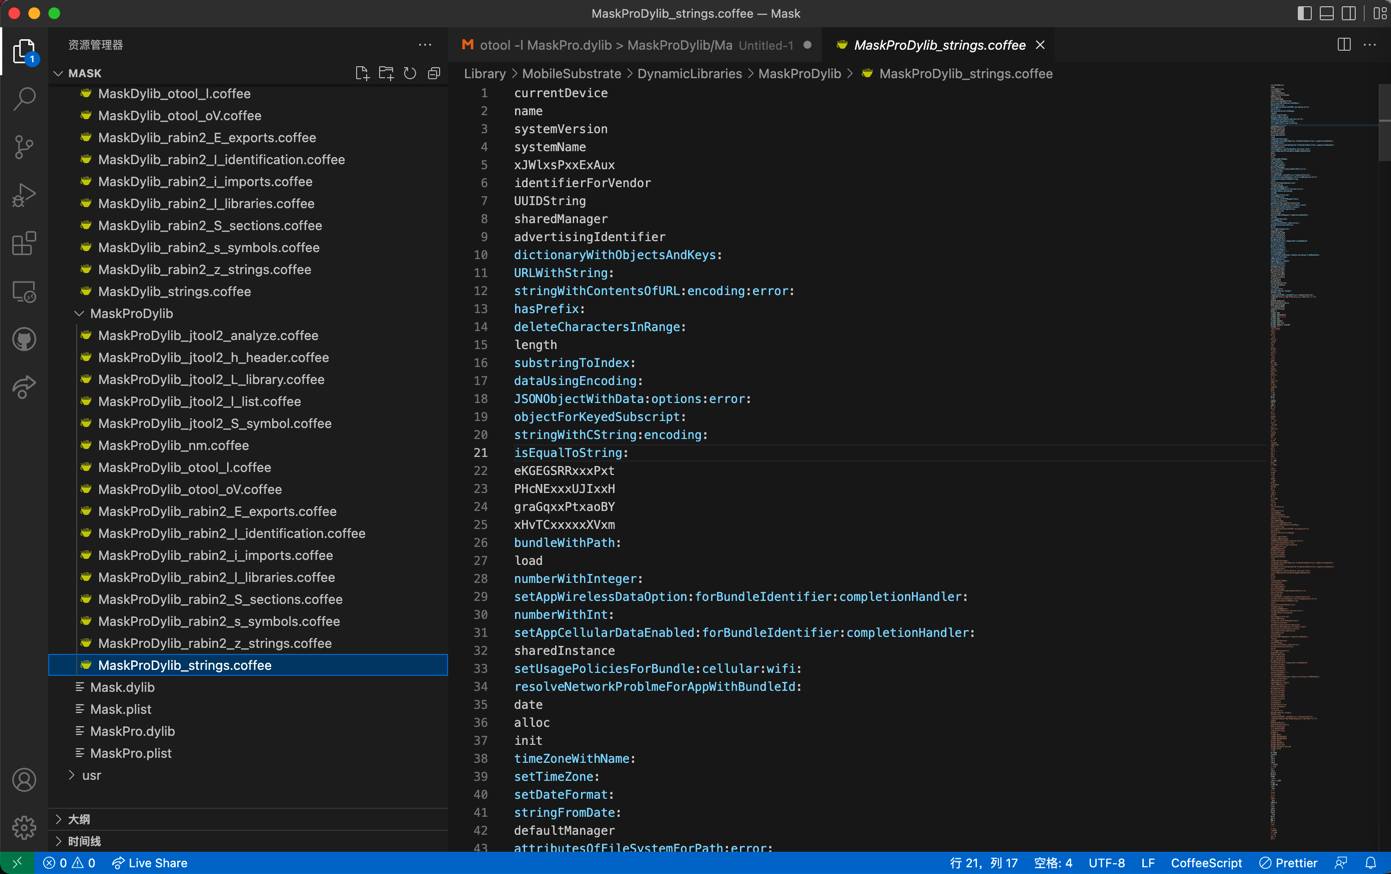 MaskProDylib_strings.coffee — Mask
资源管理器
MASK
MaskDylib_otool_l.coffee
MaskDylib_otool_oV.coffee
MaskDylib_rabin2_E_exports.coffee
MaskDylib_rabin2_I_identification.coffee
MaskDylib_rabin2_i_imports.coffee
MaskDylib_rabin2_l_libraries.coffee
MaskDylib_rabin2_S_sections.coffee
MaskDylib_rabin2_s_symbols.coffee
MaskDylib_rabin2_z_strings.coffee
MaskDylib_strings.coffee
MaskProDylib
MaskProDylib_jtool2_analyze.coffee
MaskProDylib_jtool2_h_header.coffee
MaskProDylib_jtool2_L_library.coffee
MaskProDylib_jtool2_l_list.coffee
MaskProDylib_jtool2_S_symbol.coffee
MaskProDylib_nm.coffee
MaskProDylib_otool_l.coffee
MaskProDylib_otool_oV.coffee
MaskProDylib_rabin2_E_exports.coffee
MaskProDylib_rabin2_I_identification.coffee
MaskProDylib_rabin2_i_imports.coffee
MaskProDylib_rabin2_l_libraries.coffee
MaskProDylib_rabin2_S_sections.coffee
MaskProDylib_rabin2_s_symbols.coffee
MaskProDylib_rabin2_z_strings.coffee
MaskProDylib_strings.coffee
Mask.dylib
Mask.plist
MaskPro.dylib
MaskPro.plist
usr
大纲
时间线
1
otool -l MaskPro.dylib > MaskProDylib/Ma Untitled-1
MaskProDylib_strings.coffee
Library > MobileSubstrate > DynamicLibraries > MaskProDylib > MaskProDylib_strings.coffee
1 currentDevice
2 name
3 systemVersion
4 systemName
5 xJWlxsPxxExAux
6 identifierForVendor
7 UUIDString
8 sharedManager
9 advertisingIdentifier
10 dictionaryWithObjectsAndKeys:
11 URLWithString:
12 stringWithContentsOfURL:encoding:error:
13 hasPrefix:
14 deleteCharactersInRange:
15 length
16 substringToIndex:
17 dataUsingEncoding:
18 JSONObjectWithData:options:error:
19 objectForKeyedSubscript:
20 stringWithCString:encoding:
21 isEqualToString:
22 eKGEGSRRxxxPxt
23 PHcNExxxUJIxxH
24 graGqxxPtxaoBY
25 xHvTCxxxxxXVxm
26 bundleWithPath:
27 load
28 numberWithInteger:
29 setAppWirelessDataOption:forBundleIdentifier:completionHandler:
30 numberWithInt:
31 setAppCellularDataEnabled:forBundleIdentifier:completionHandler:
32 sharedInstance
33 setUsagePoliciesForBundle:cellular:wifi:
34 resolveNetworkProblmeForAppWithBundleId:
35 date
36 alloc
37 init
38 timeZoneWithName:
39 setTimeZone:
40 setDateFormat:
41 stringFromDate:
42 defaultManager
43 attributesOfFileSystemForPath:error:
0 0 Live Share 行 21，列 17 空格: 4 UTF-8 LF CoffeeScript Prettier